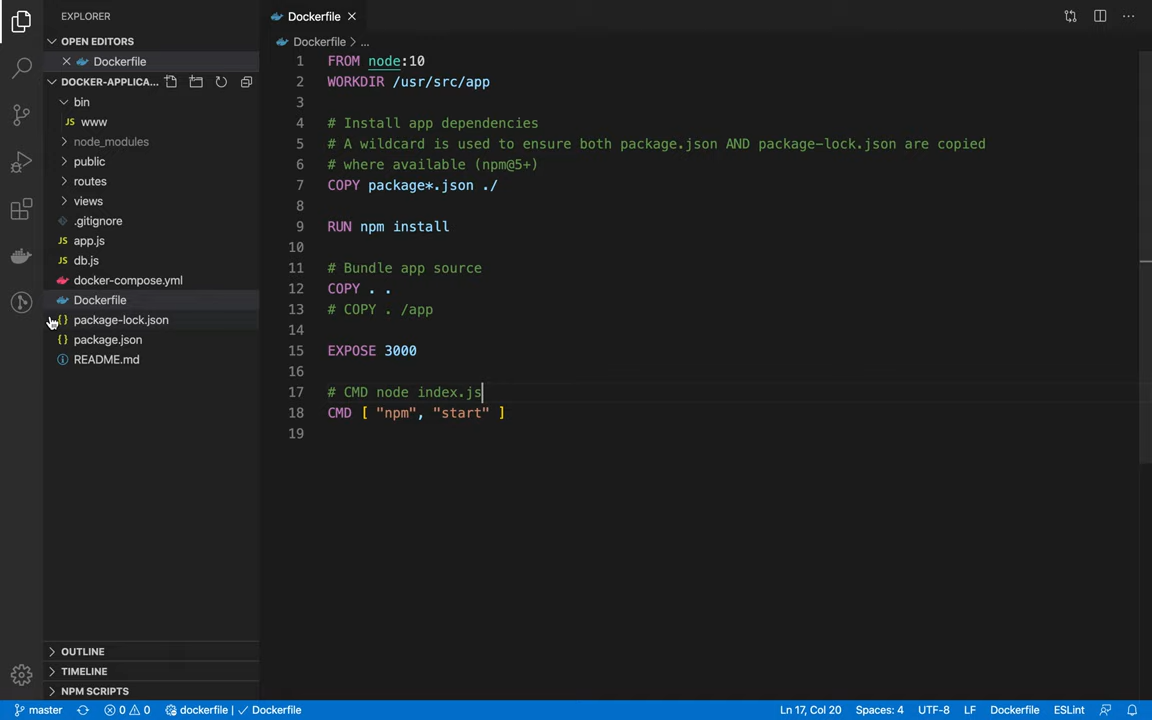 EXPLORER
OPEN EDITORS
Dockerfile
DOCKER-APPLICA...
bin
JS www
node_modules
public
routes
views
.gitignore
JS app.js
JS db.js
docker-compose.yml
Dockerfile
{} package-lock.json
{} package.json
README.md
OUTLINE
TIMELINE
NPM SCRIPTS
Dockerfile
Dockerfile > ...
1 FROM node:10
2 WORKDIR /usr/src/app
3
4 # Install app dependencies
5 # A wildcard is used to ensure both package.json AND package-lock.json are copied
6 # where available (npm@5+)
7 COPY package*.json ./
8
9 RUN npm install
10
11 # Bundle app source
12 COPY . .
13 # COPY . /app
14
15 EXPOSE 3000
16
17 # CMD node index.js
18 CMD [ "npm", "start" ]
19
master 0 0 dockerfile | ✓ Dockerfile Ln 17, Col 20 Spaces: 4 UTF-8 LF Dockerfile ESLint